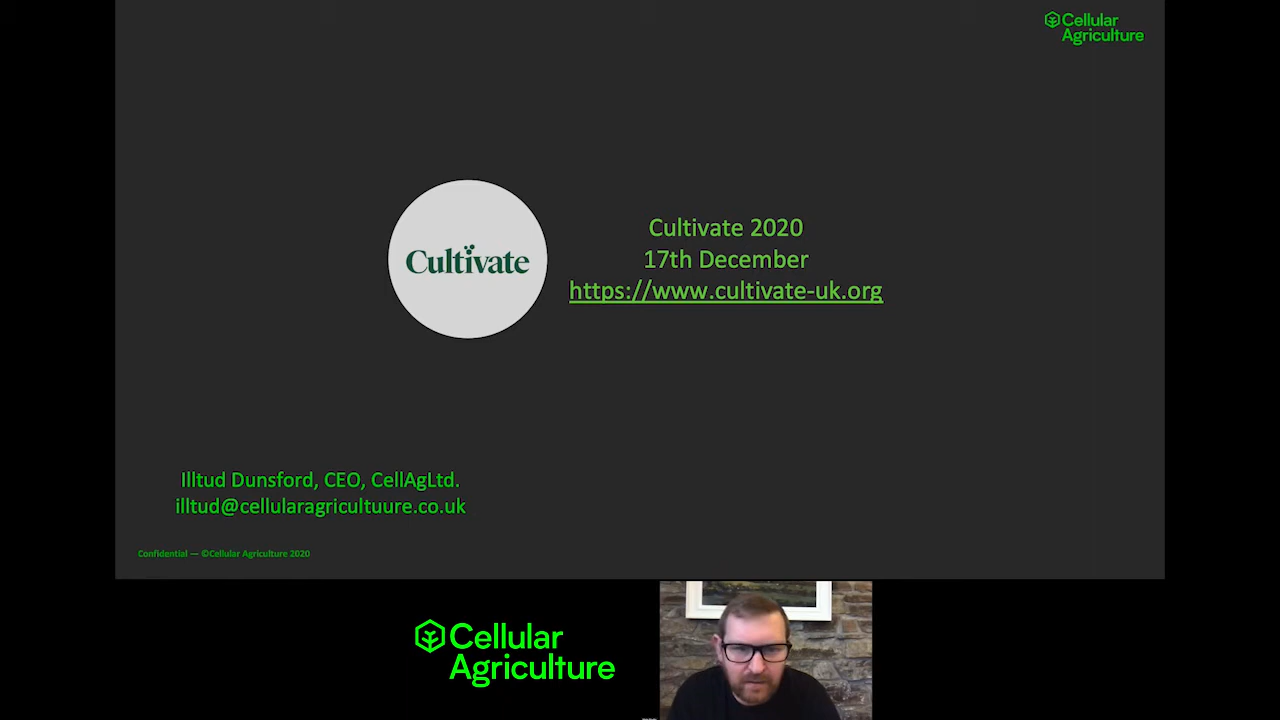 Cellular
Agriculture
Cultivate
Cultivate 2020
17th December
https://www.cultivate-uk.org
Illtud Dunsford, CEO, CellAgLtd.
illtud@cellularagricultuure.co.uk
Confidential — ©Cellular Agriculture 2020
Cellular
Agriculture